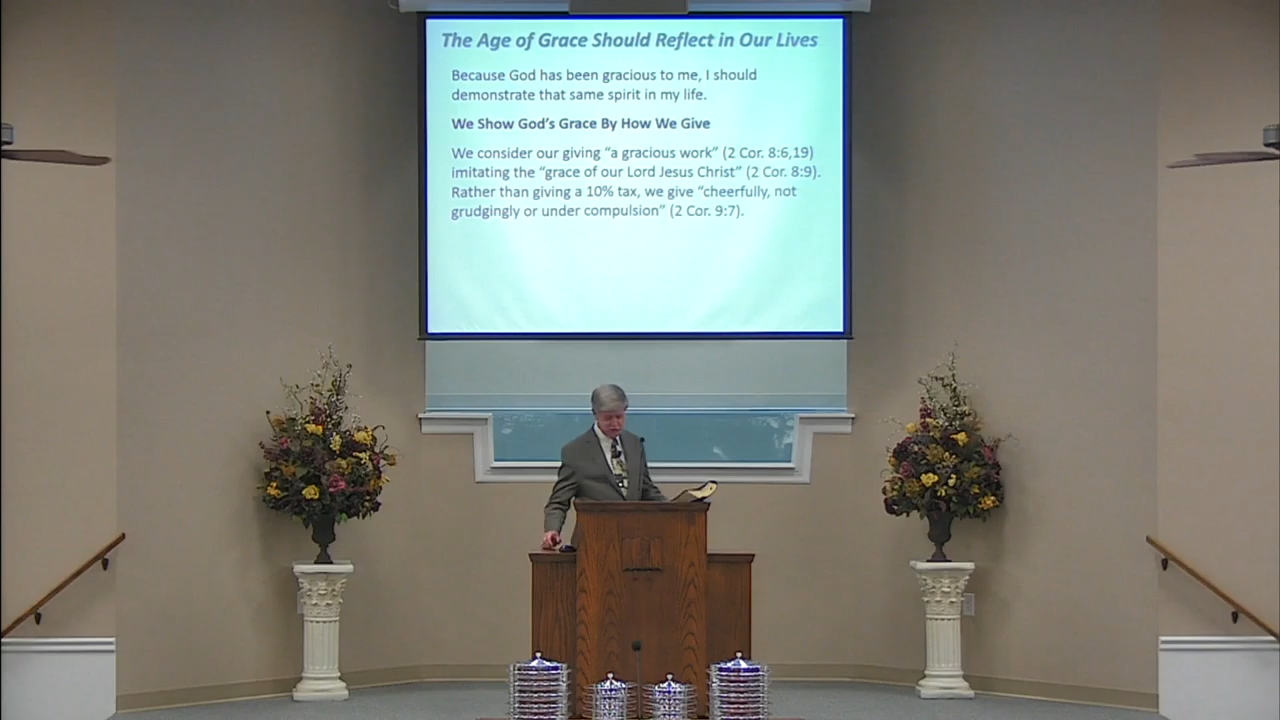 The Age of Grace Should Reflect in Our Lives
Because God has been gracious to me, I should
demonstrate that same spirit in my life.
We Show God's Grace By How We Give
We consider our giving "a gracious work" (2 Cor. 8:6,19)
imitating the "grace of our Lord Jesus Christ" (2 Cor. 8:9).
Rather than giving a 10% tax, we give "cheerfully, not
grudgingly or under compulsion" (2 Cor. 9:7).